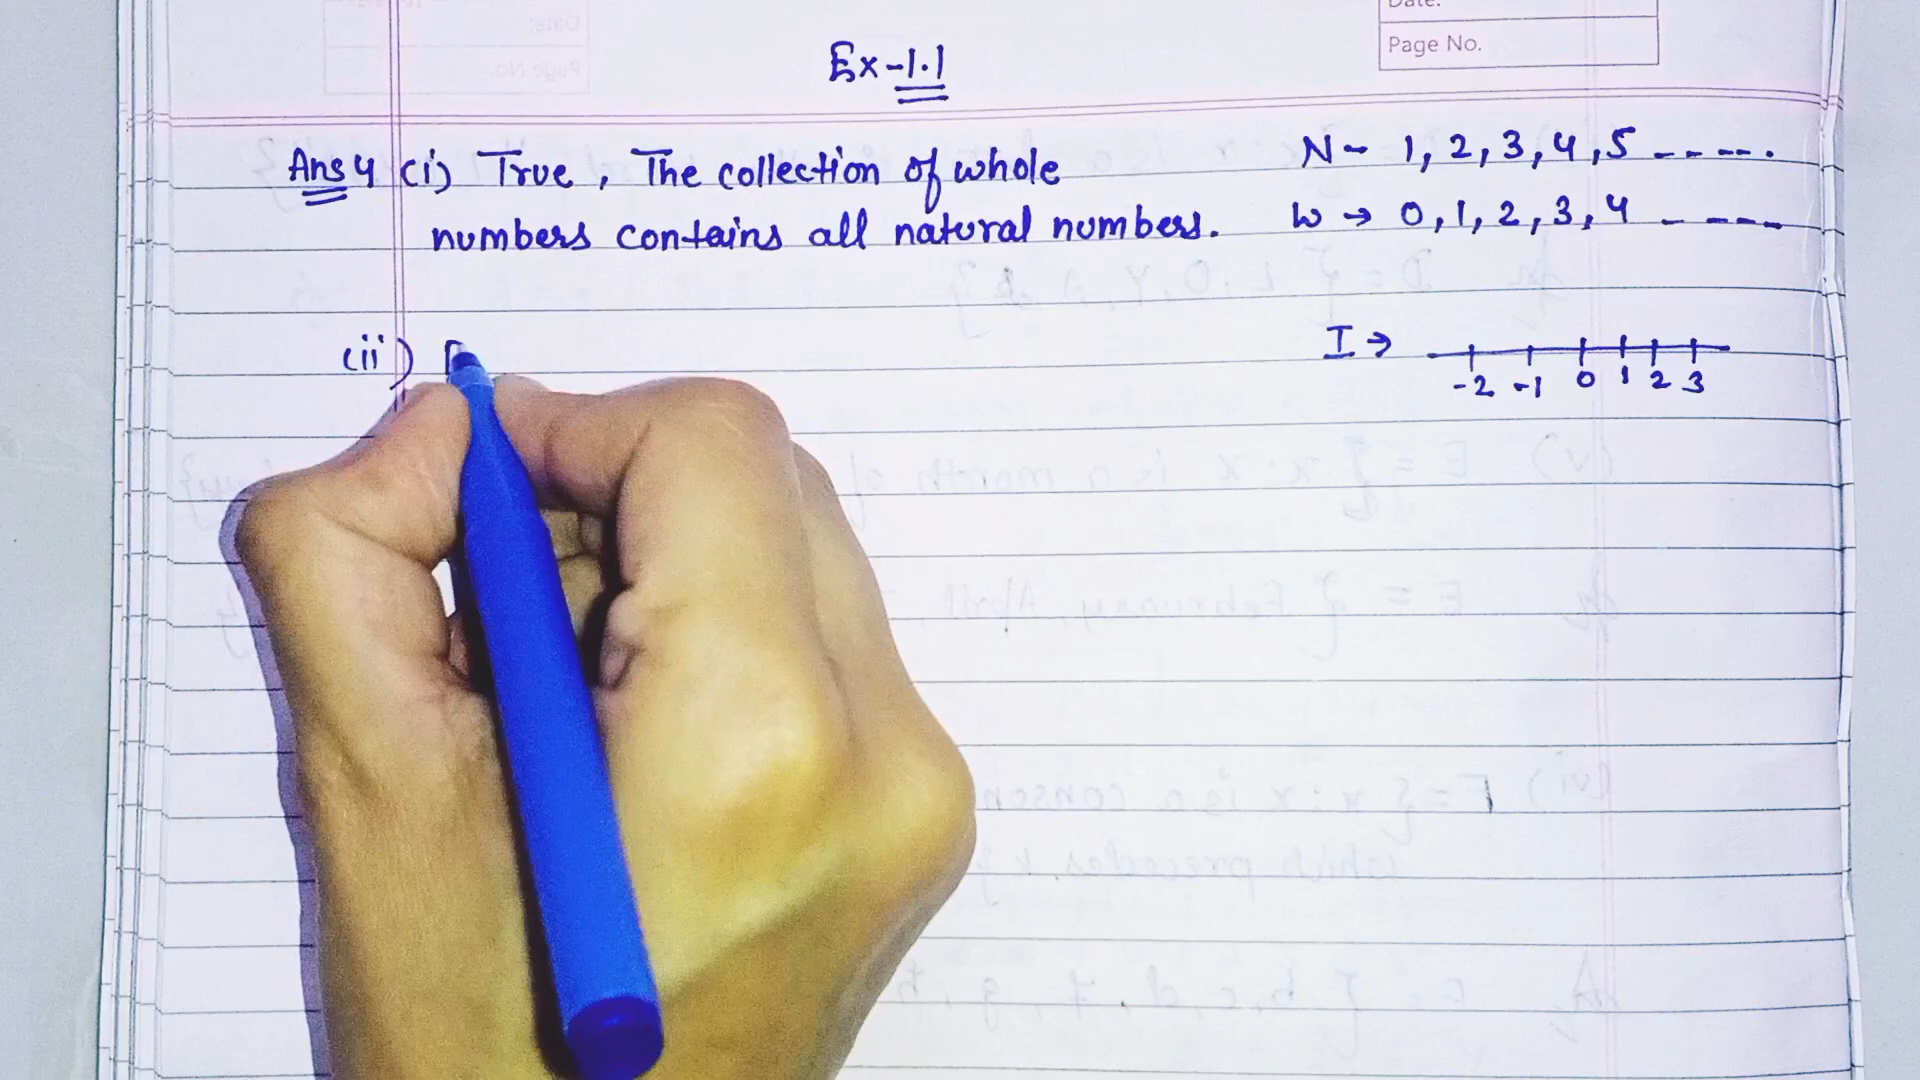 Date:
Page No.
Ex-1.1
Ans 4 (i) True, The collection of whole
numbers contains all natural numbers.
N- 1, 2, 3, 4, 5 -----.
W → 0, 1, 2, 3, 4 -----
(ii)
I →
-2 -1 0 1 2 3